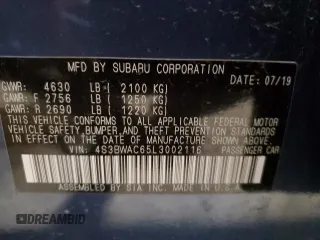 MFD BY SUBARU CORPORATION
DATE: 07/19
GVWR: 4630 LB-( 2100 KG)
GAWR: F 2756 LB-( 1250 KG)
GAWR: R 2690 LB-( 1220 KG)
THIS VEHICLE CONFORMS TO ALL APPLICABLE FEDERAL MOTOR
VEHICLE SAFETY, BUMPER, AND THEFT PREVENTION STANDARDS
IN EFFECT ON THE DATE OF MANUFACTURE SHOWN ABOVE.
VIN: 4S3BWAC65L3002116 PASSENGER CAR
ASSEMBLED BY SIA, INC. MADE IN U.S.A.
DREAMBID